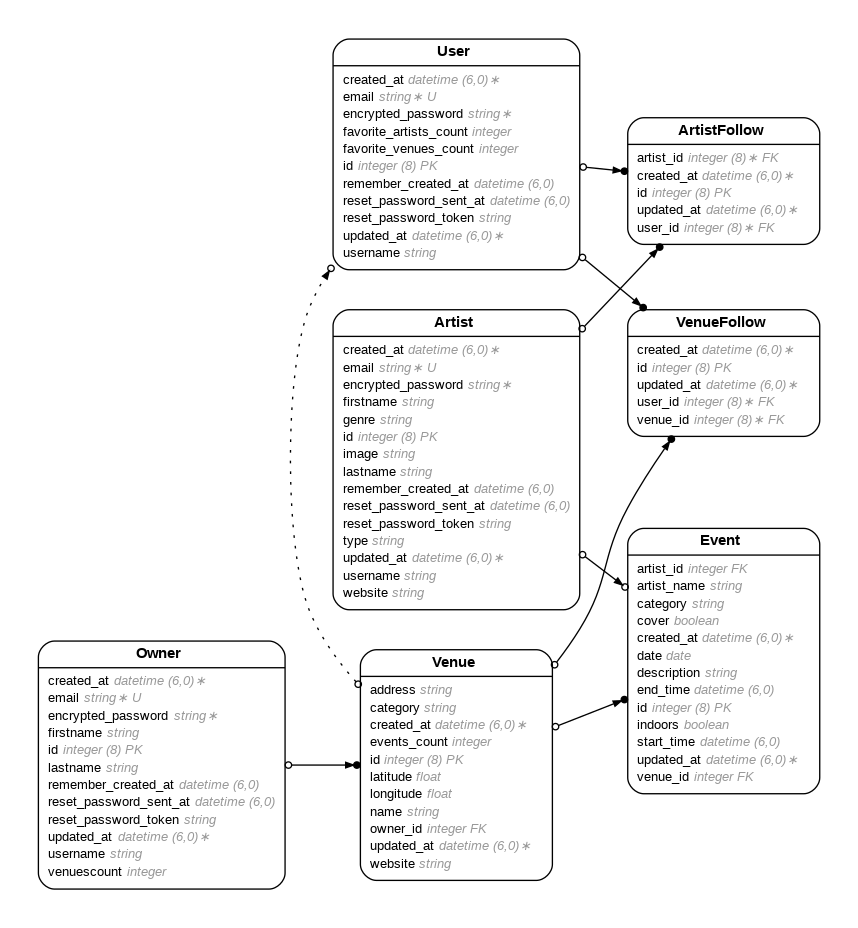 User
created_at datetime (6,0)∗
email string∗ U
encrypted_password string∗
favorite_artists_count integer
favorite_venues_count integer
id integer (8) PK
remember_created_at datetime (6,0)
reset_password_sent_at datetime (6,0)
reset_password_token string
updated_at datetime (6,0)∗
username string
ArtistFollow
artist_id integer (8)∗ FK
created_at datetime (6,0)∗
id integer (8) PK
updated_at datetime (6,0)∗
user_id integer (8)∗ FK
Artist
created_at datetime (6,0)∗
email string∗ U
encrypted_password string∗
firstname string
genre string
id integer (8) PK
image string
lastname string
remember_created_at datetime (6,0)
reset_password_sent_at datetime (6,0)
reset_password_token string
type string
updated_at datetime (6,0)∗
username string
website string
VenueFollow
created_at datetime (6,0)∗
id integer (8) PK
updated_at datetime (6,0)∗
user_id integer (8)∗ FK
venue_id integer (8)∗ FK
Event
artist_id integer FK
artist_name string
category string
cover boolean
created_at datetime (6,0)∗
date date
description string
end_time datetime (6,0)
id integer (8) PK
indoors boolean
start_time datetime (6,0)
updated_at datetime (6,0)∗
venue_id integer FK
Owner
created_at datetime (6,0)∗
email string∗ U
encrypted_password string∗
firstname string
id integer (8) PK
lastname string
remember_created_at datetime (6,0)
reset_password_sent_at datetime (6,0)
reset_password_token string
updated_at datetime (6,0)∗
username string
venuescount integer
Venue
address string
category string
created_at datetime (6,0)∗
events_count integer
id integer (8) PK
latitude float
longitude float
name string
owner_id integer FK
updated_at datetime (6,0)∗
website string